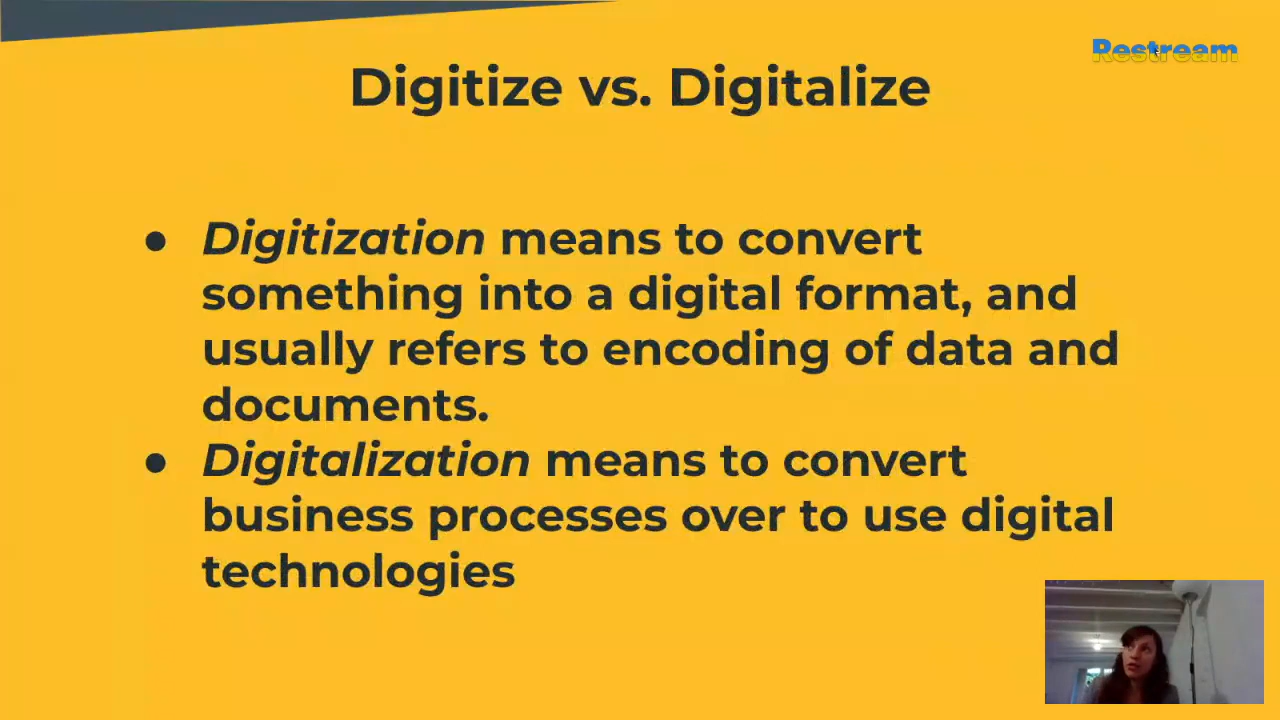 Restream
Digitize vs. Digitalize
● Digitization means to convert
something into a digital format, and
usually refers to encoding of data and
documents.
● Digitalization means to convert
business processes over to use digital
technologies